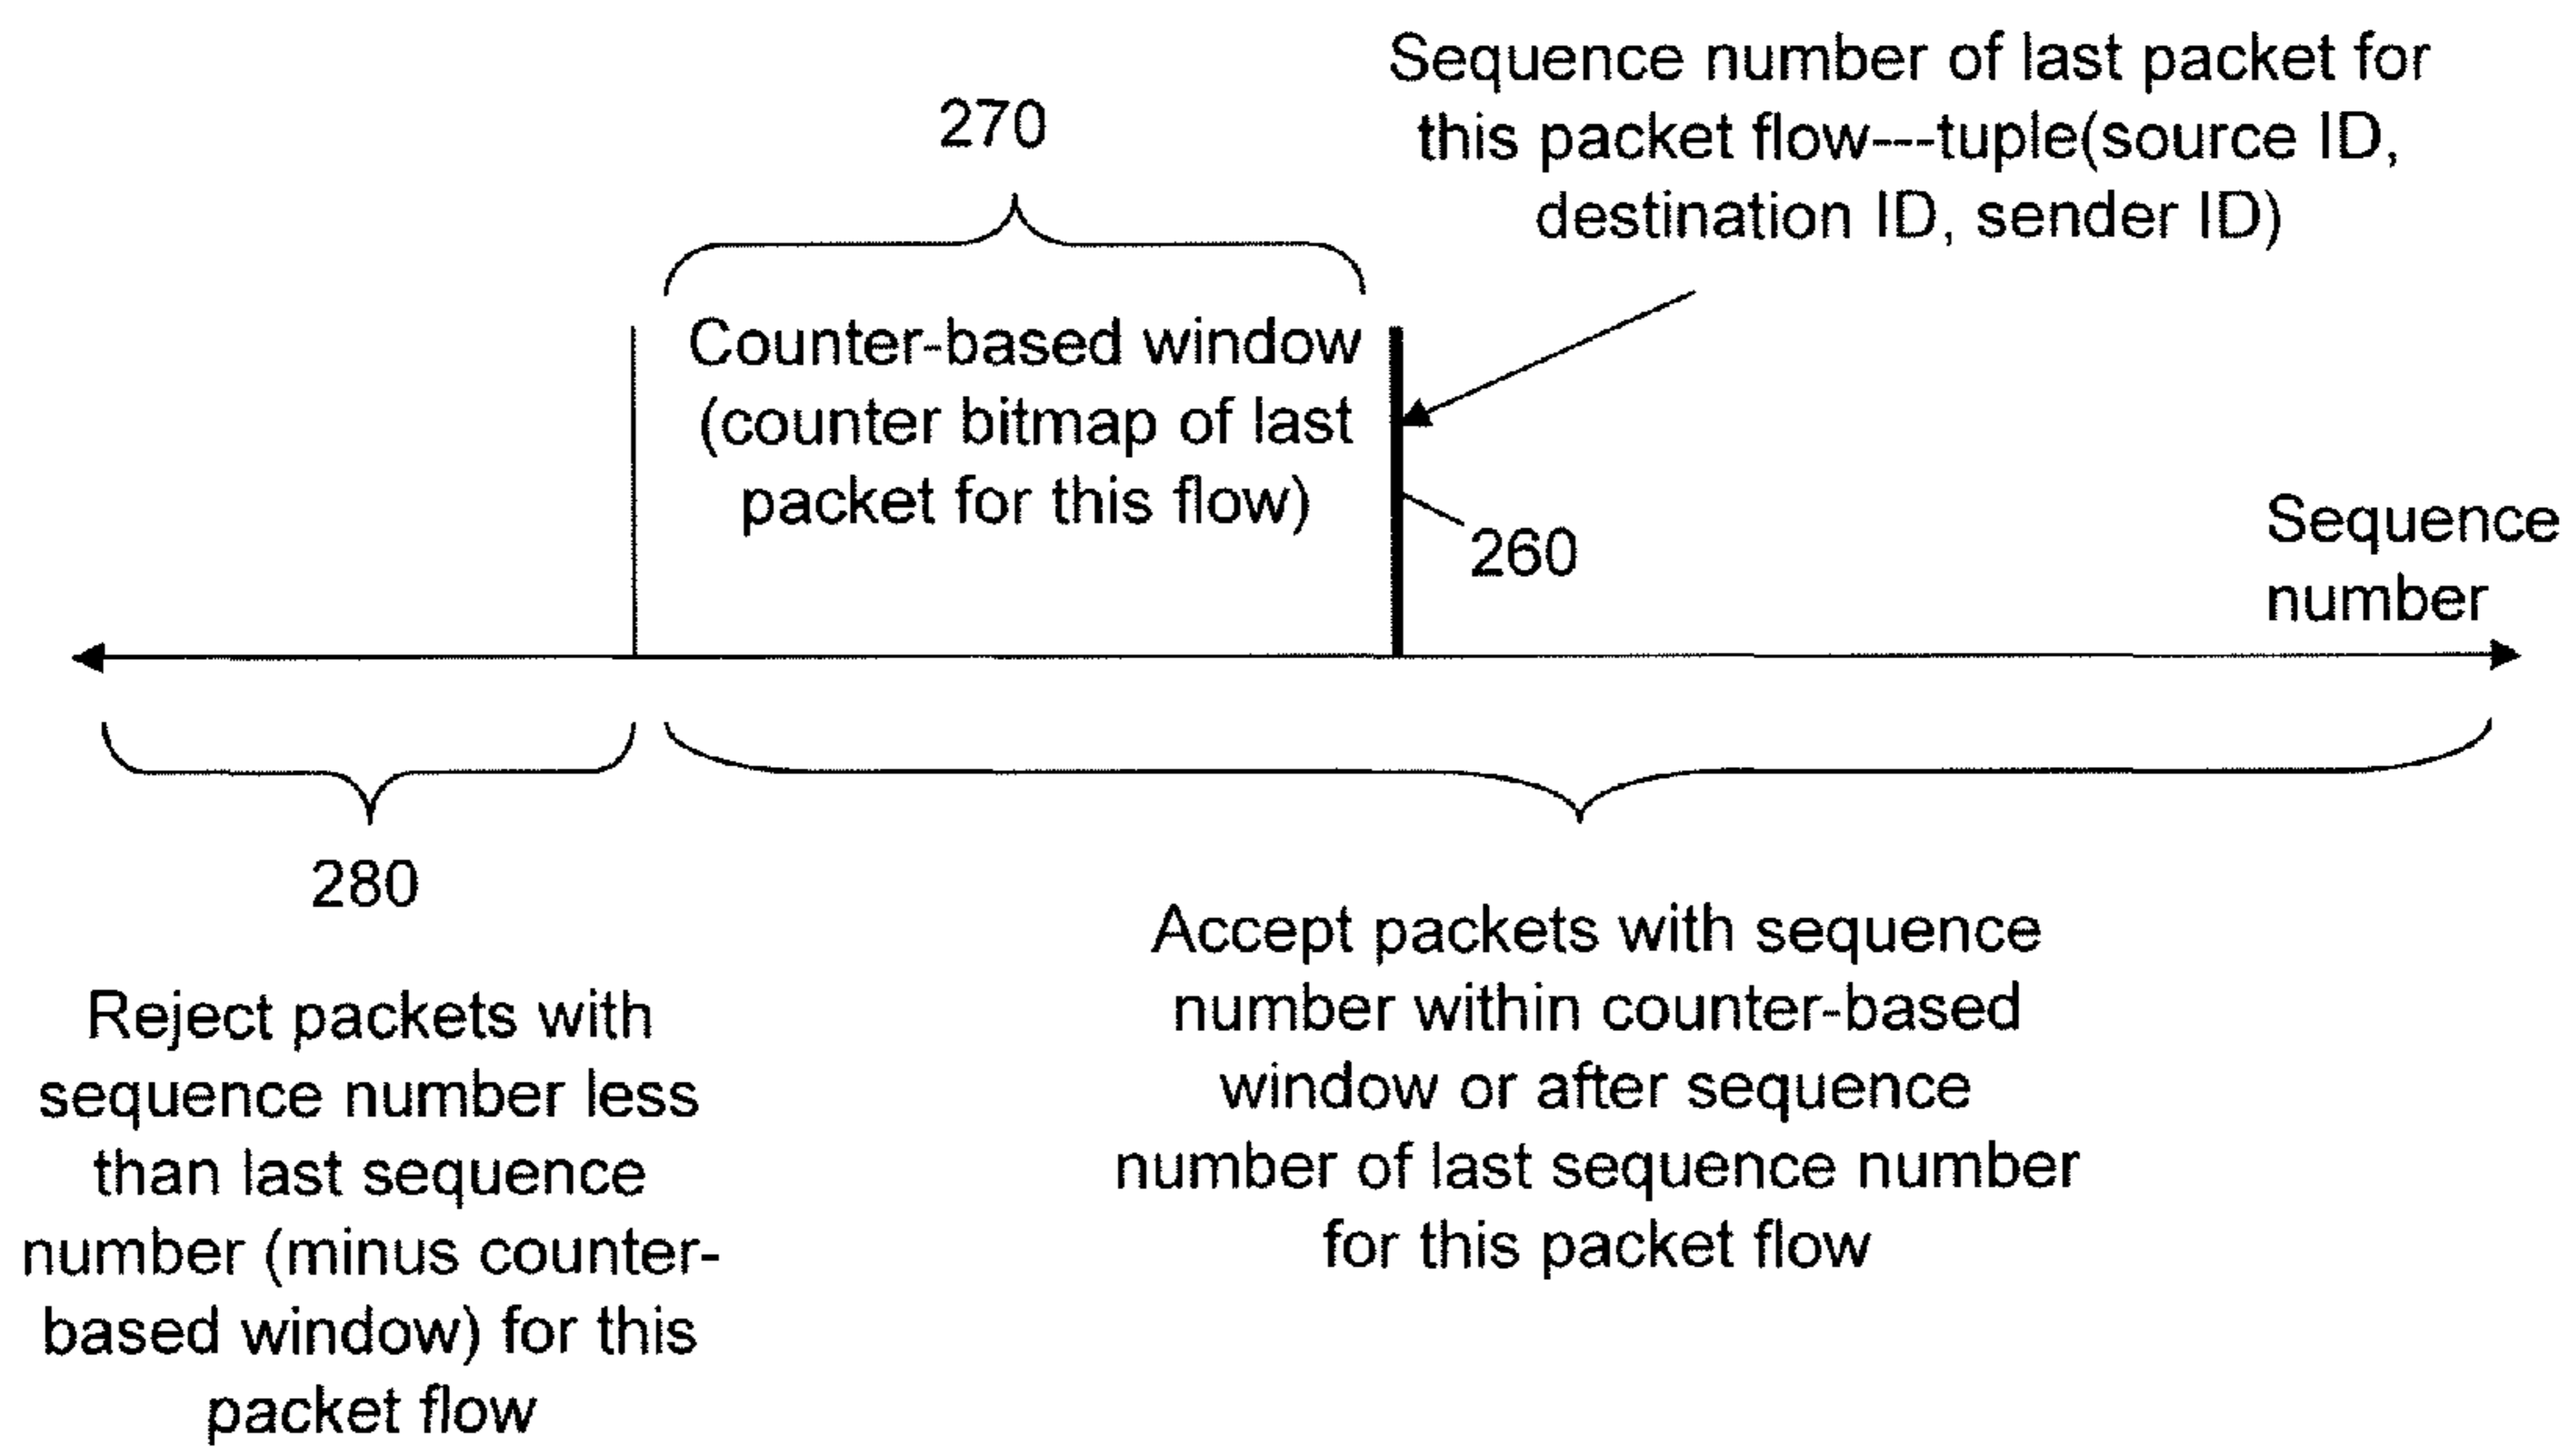 270
Sequence number of last packet for
this packet flow---tuple(source ID,
destination ID, sender ID)
Counter-based window
(counter bitmap of last
packet for this flow)
260
Sequence
number
280
Reject packets with
sequence number less
than last sequence
number (minus counter-
based window) for this
packet flow
Accept packets with sequence
number within counter-based
window or after sequence
number of last sequence number
for this packet flow